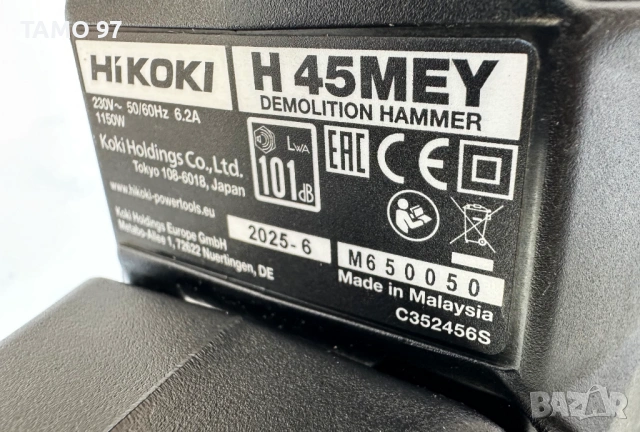 TAMO 97
HiKOKI
H 45MEY
DEMOLITION HAMMER
230V~ 50/60Hz 6.2A
1150W
Koki Holdings Co.,Ltd.
Tokyo 108-6018, Japan
www.hikoki-powertools.eu
Koki Holdings Europe GmbH
Metabo-Allee 1, 72622 Nuertingen, DE
LWA
101dB
EAC
CE
2025-6
M650050
Made in Malaysia
C352456S
BAZAR